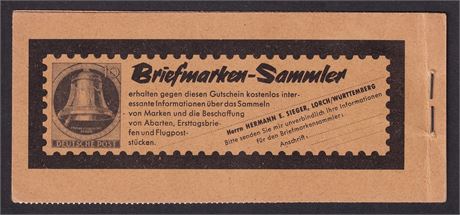 10
Briefmarken-Sammler
erhalten gegen diesen Gutschein kostenlos inter-
essante Informationen über das Sammeln
von Marken und die Beschaffung
von Abarten, Ersttagsbrie-
fen und Flugpost-
stücken.
DEUTSCHE POST
Herrn HERMANN E. SIEGER, LORCH/WURTTEMBERG
Bitte senden Sie mir unverbindlich Ihre Informationen
für den Briefmarkensammler:
Anschrift: